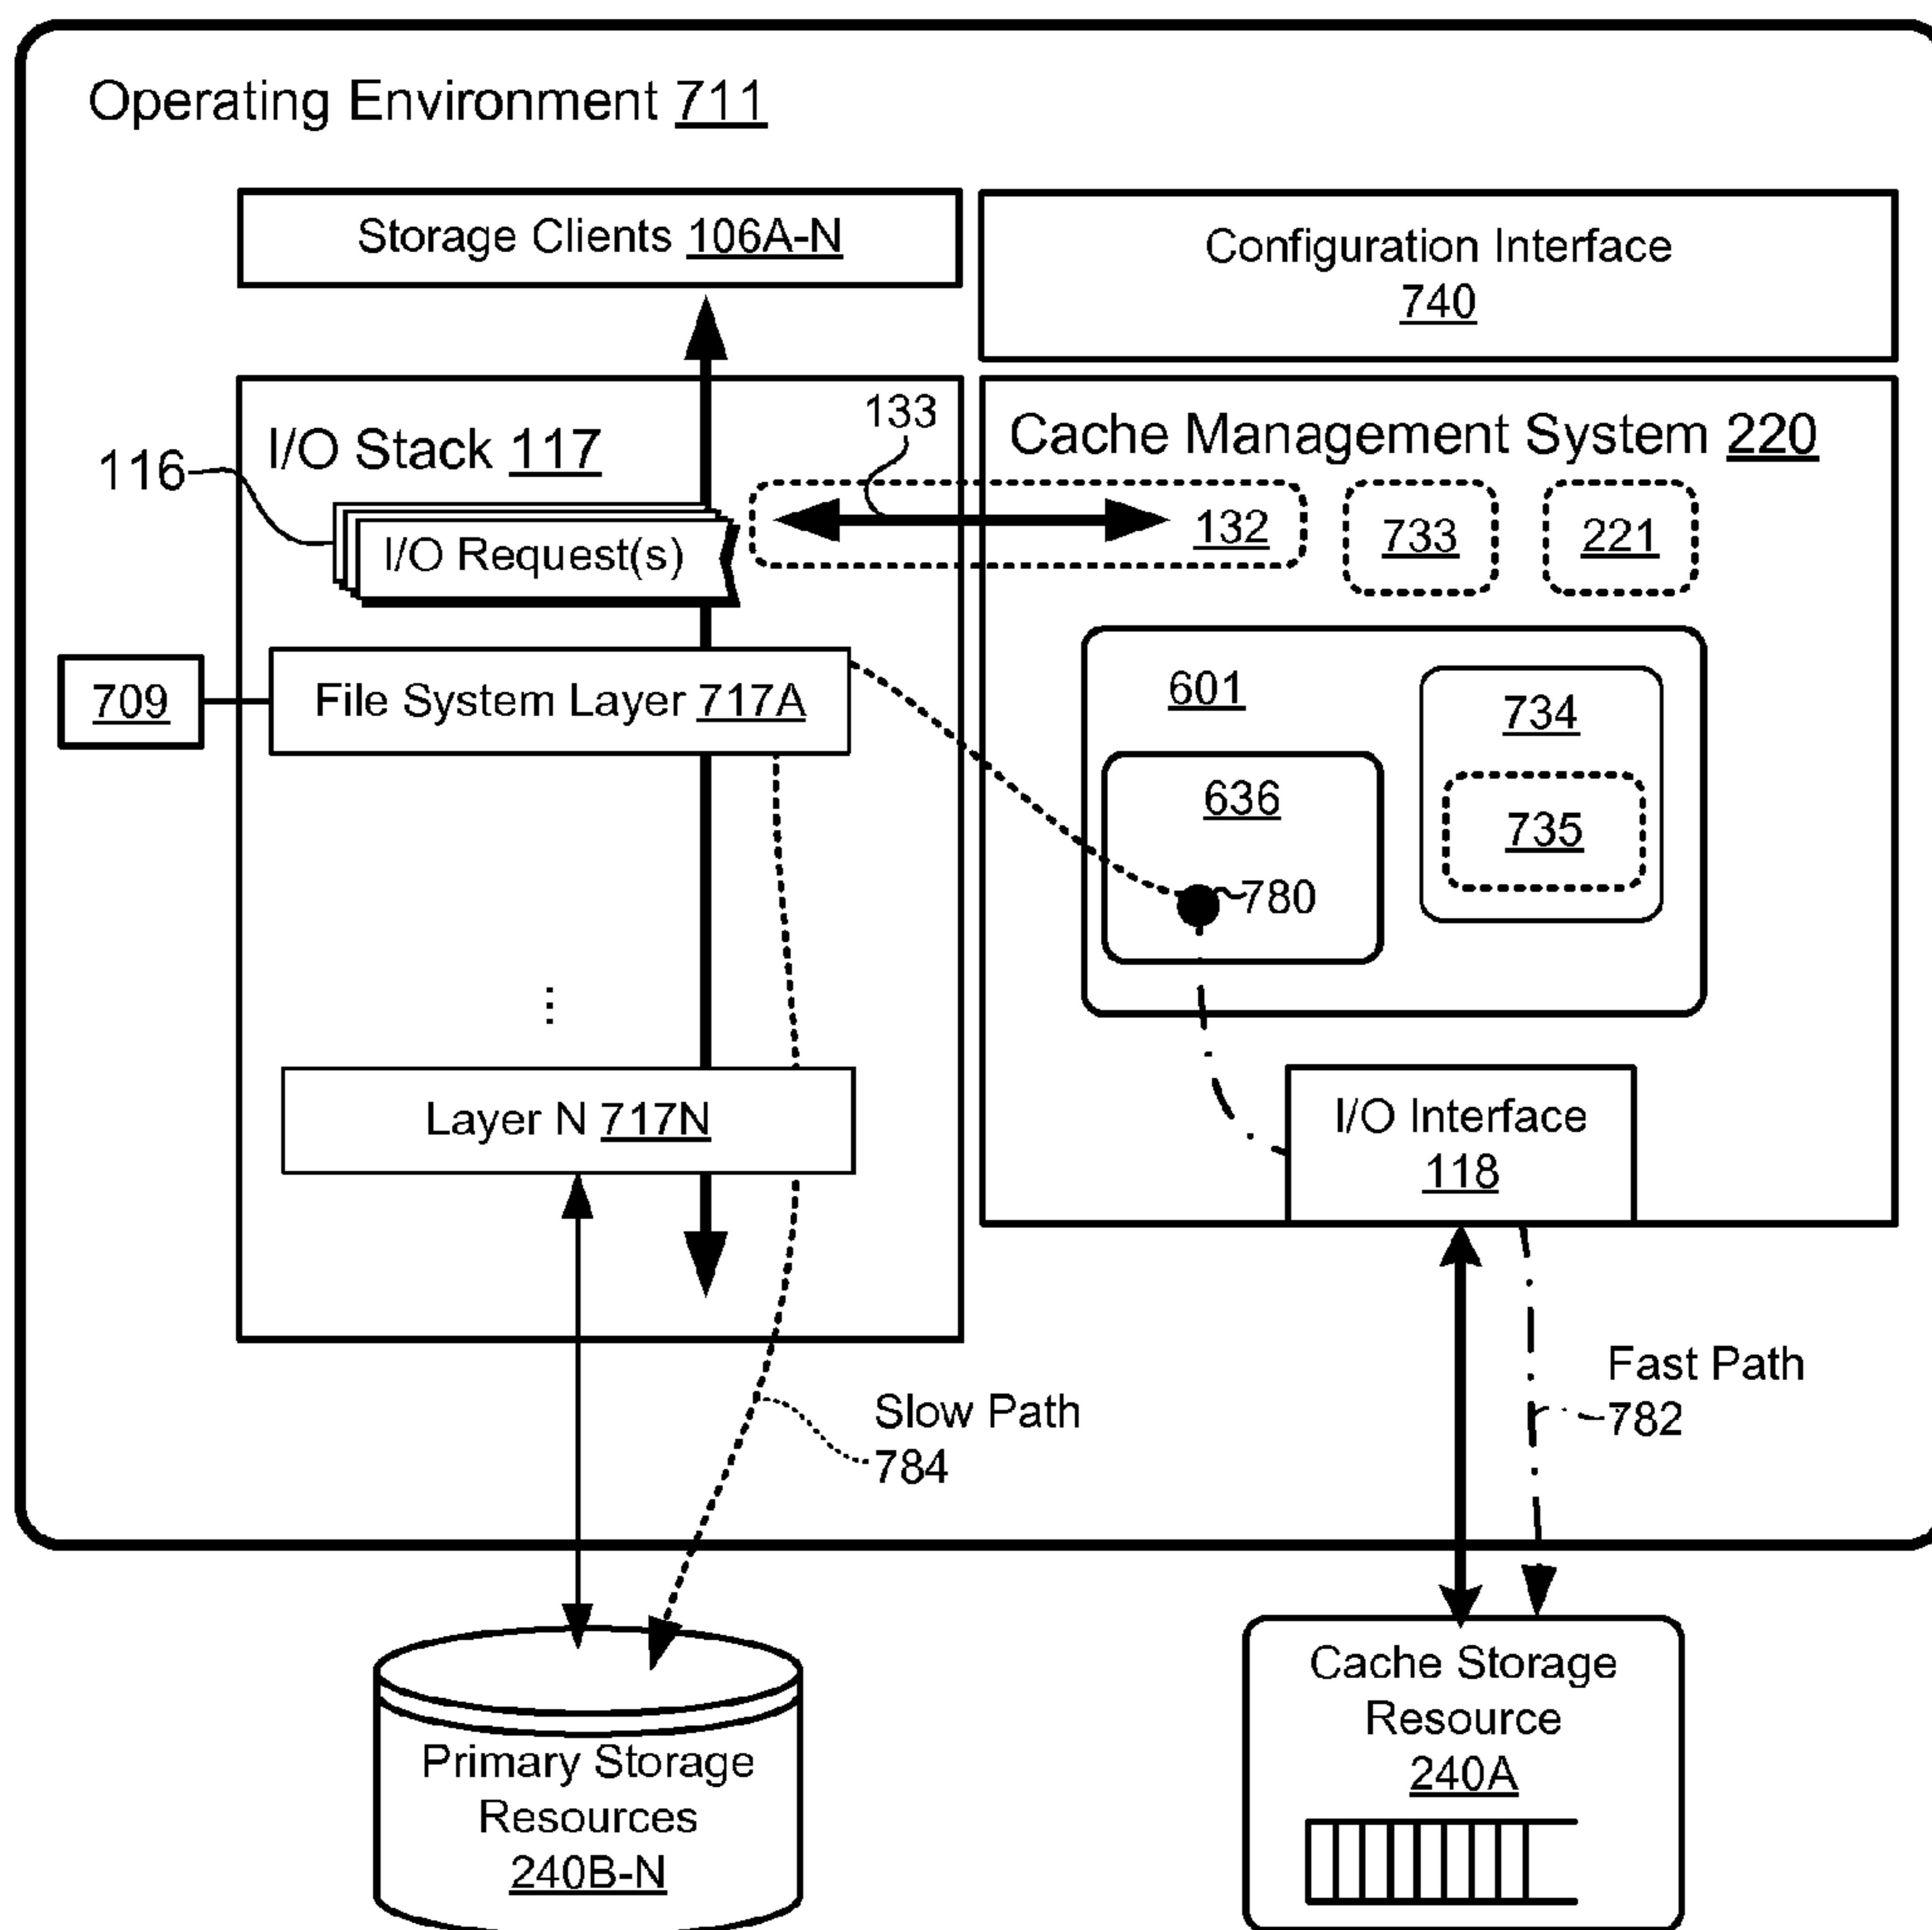 Operating Environment 711
Storage Clients 106A-N
Configuration Interface
740
133
I/O Stack 117
Cache Management System 220
116
I/O Request(s)
132
733
221
709
File System Layer 717A
601
734
636
735
780
⋮
Layer N 717N
I/O Interface
118
Fast Path
782
Slow Path
784
Cache Storage
Resource
240A
Primary Storage
Resources
240B-N